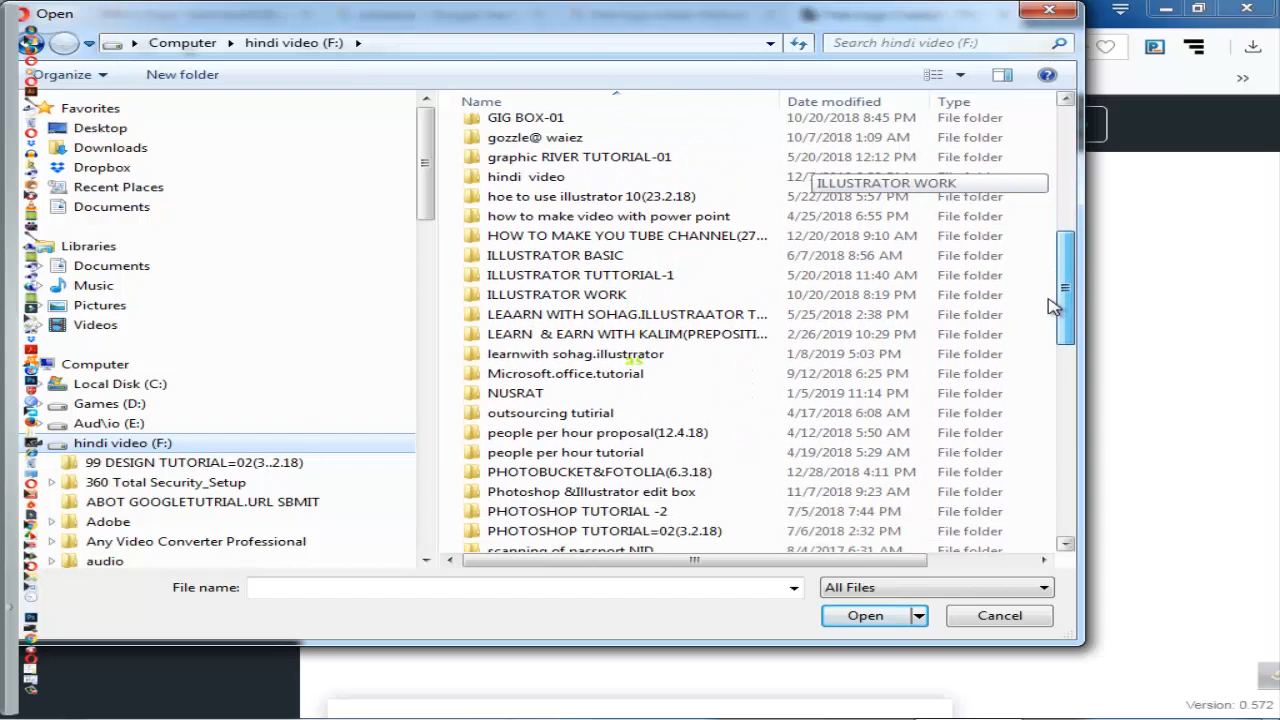 Open
Computer hindi video (F:)
Search hindi video (F:)
Organize New folder
Favorites
Desktop
Downloads
Dropbox
Recent Places
Documents
Libraries
Documents
Music
Pictures
Videos
Computer
Local Disk (C:)
Games (D:)
Aud\io (E:)
hindi video (F:)
99 DESIGN TUTORIAL=02(3..2.18)
360 Total Security_Setup
ABOT GOOGLETUTRIAL.URL SBMIT
Adobe
Any Video Converter Professional
audio
Name Date modified Type
GIG BOX-01 10/20/2018 8:45 PM File folder
gozzle@ waiez 10/7/2018 1:09 AM File folder
graphic RIVER TUTORIAL-01 5/20/2018 12:12 PM File folder
hindi video File folder
ILLUSTRATOR WORK
hoe to use illustrator 10(23.2.18) 5/22/2018 5:57 PM File folder
how to make video with power point 4/25/2018 6:55 PM File folder
HOW TO MAKE YOU TUBE CHANNEL(27... 12/20/2018 9:10 AM File folder
ILLUSTRATOR BASIC 6/7/2018 8:56 AM File folder
ILLUSTRATOR TUTTORIAL-1 5/20/2018 11:40 AM File folder
ILLUSTRATOR WORK 10/20/2018 8:19 PM File folder
LEAARN WITH SOHAG.ILLUSTRAATOR T... 5/25/2018 2:38 PM File folder
LEARN & EARN WITH KALIM(PREPOSITI... 2/26/2019 10:29 PM File folder
learnwith sohag.illustrrator 1/8/2019 5:03 PM File folder
as
Microsoft.office.tutorial 9/12/2018 6:25 PM File folder
NUSRAT 1/5/2019 11:14 PM File folder
outsourcing tutirial 4/17/2018 6:08 AM File folder
people per hour proposal(12.4.18) 4/12/2018 5:50 AM File folder
people per hour tutorial 4/19/2018 5:29 AM File folder
PHOTOBUCKET&FOTOLIA(6.3.18) 12/28/2018 4:11 PM File folder
Photoshop &Illustrator edit box 11/7/2018 9:23 AM File folder
PHOTOSHOP TUTORIAL -2 7/5/2018 7:44 PM File folder
PHOTOSHOP TUTORIAL=02(3.2.18) 7/6/2018 2:32 PM File folder
scanning of passport NID 8/4/2017 6:31 AM File folder
File name: All Files
Open Cancel
Version: 0.572